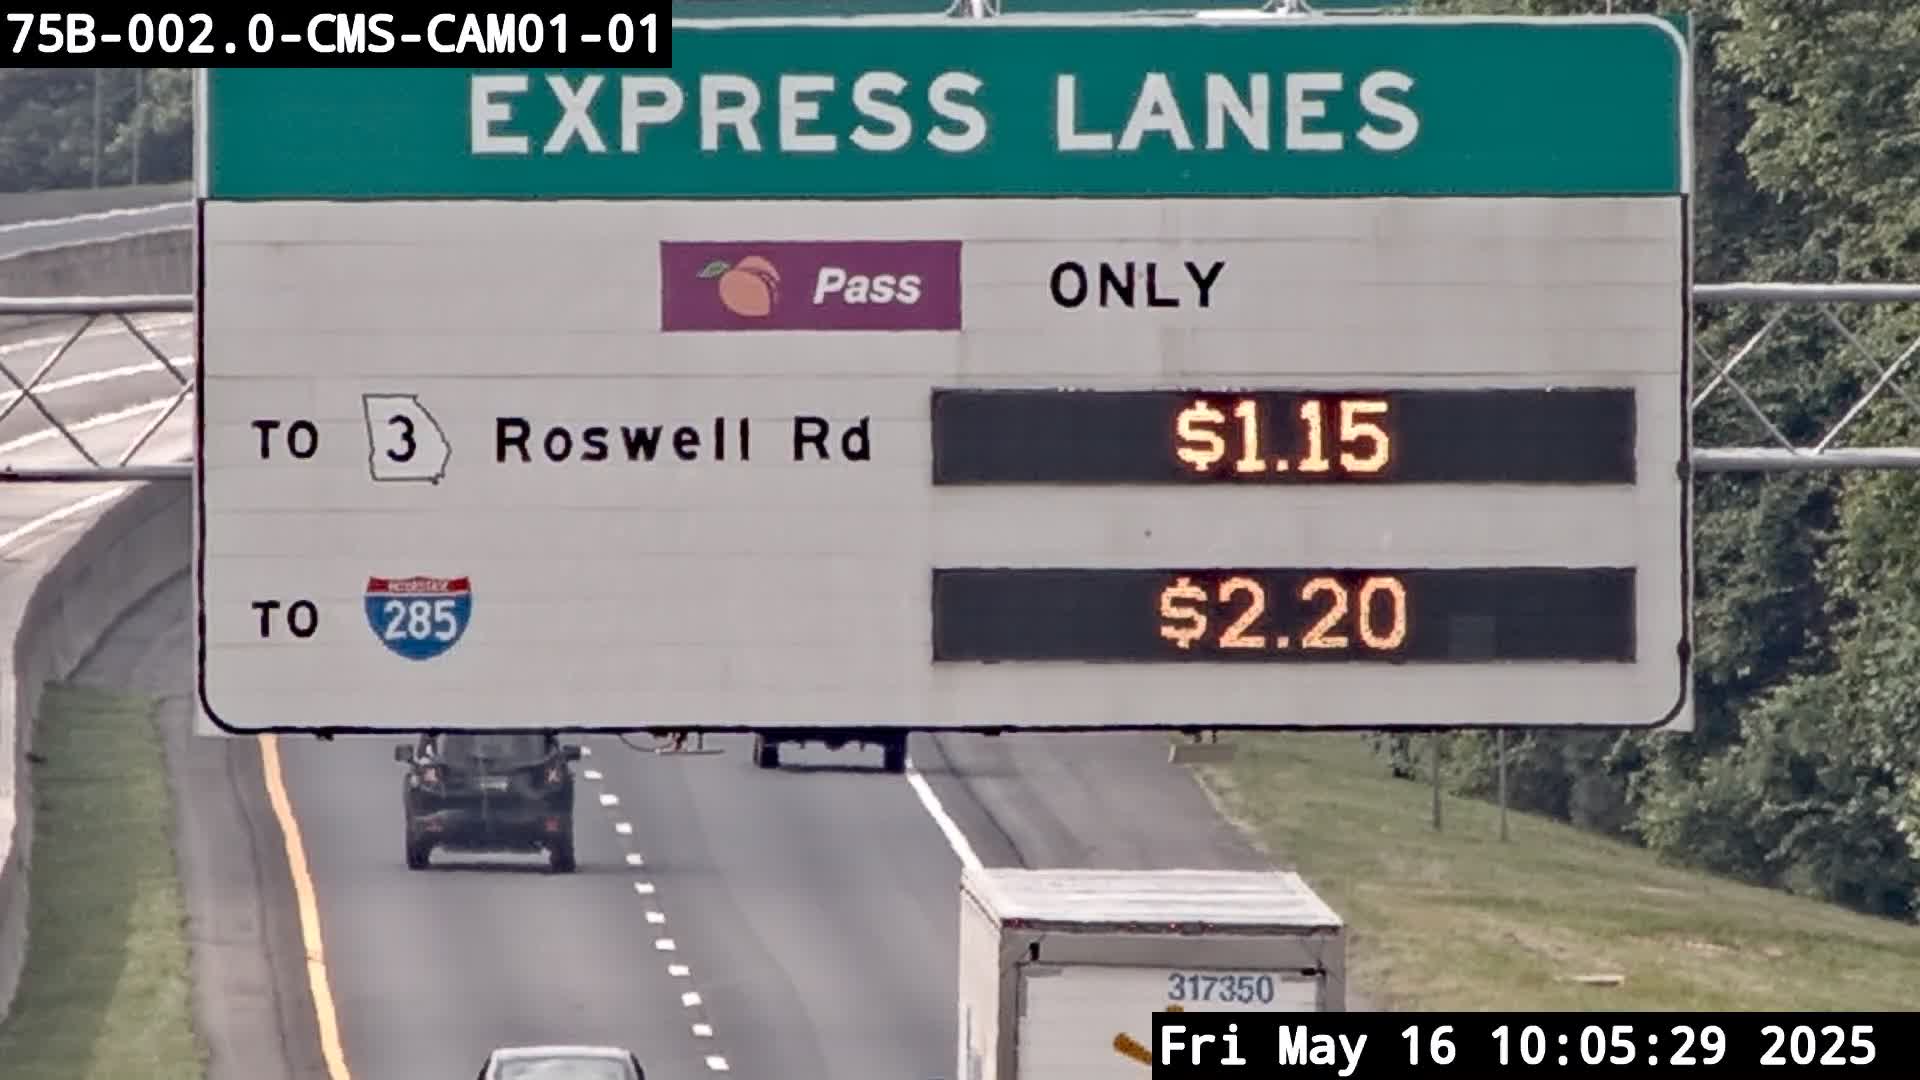 75B-002.0-CMS-CAM01-01
EXPRESS LANES
Pass ONLY
TO 3 Roswell Rd $1.15
INTERSTATE
TO 285 $2.20
317350
Fri May 16 10:05:29 2025